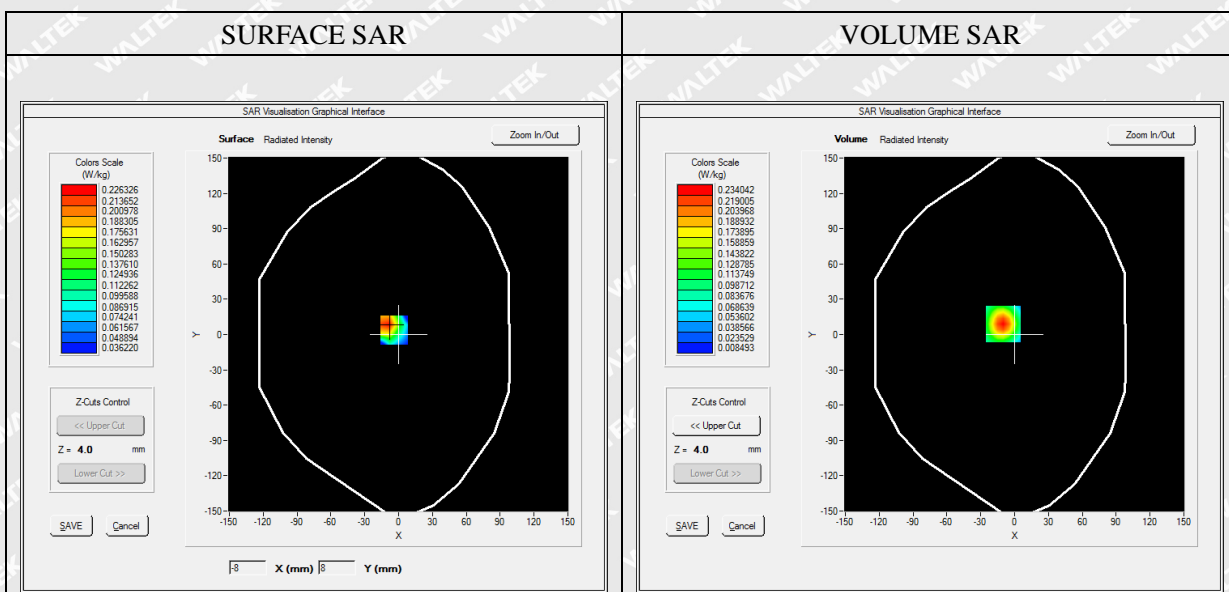 SURFACE SAR
VOLUME SAR
SAR Visualisation Graphical Interface
Surface Radiated Intensity
Zoom In/Out
Colors Scale
(W/kg)
0.226326
0.213652
0.200978
0.188305
0.175631
0.162957
0.150283
0.137610
0.124936
0.112262
0.099588
0.086915
0.074241
0.061567
0.048894
0.036220
Z-Cuts Control
<< Upper Cut
Z = 4.0 mm
Lower Cut >>
SAVE Cancel
150
120
90
60
30
0
-30
-60
-90
-120
-150
Y
-150 -120 -90 -60 -30 0 30 60 90 120 150
X
-8 X (mm) 8 Y (mm)
SAR Visualisation Graphical Interface
Volume Radiated Intensity
Zoom In/Out
Colors Scale
(W/kg)
0.234042
0.219005
0.203968
0.188932
0.173895
0.158859
0.143822
0.128785
0.113749
0.098712
0.083676
0.068639
0.053602
0.038566
0.023529
0.008493
Z-Cuts Control
<< Upper Cut
Z = 4.0 mm
Lower Cut >>
SAVE Cancel
150
120
90
60
30
0
-30
-60
-90
-120
-150
Y
-150 -120 -90 -60 -30 0 30 60 90 120 150
X
WALTEK